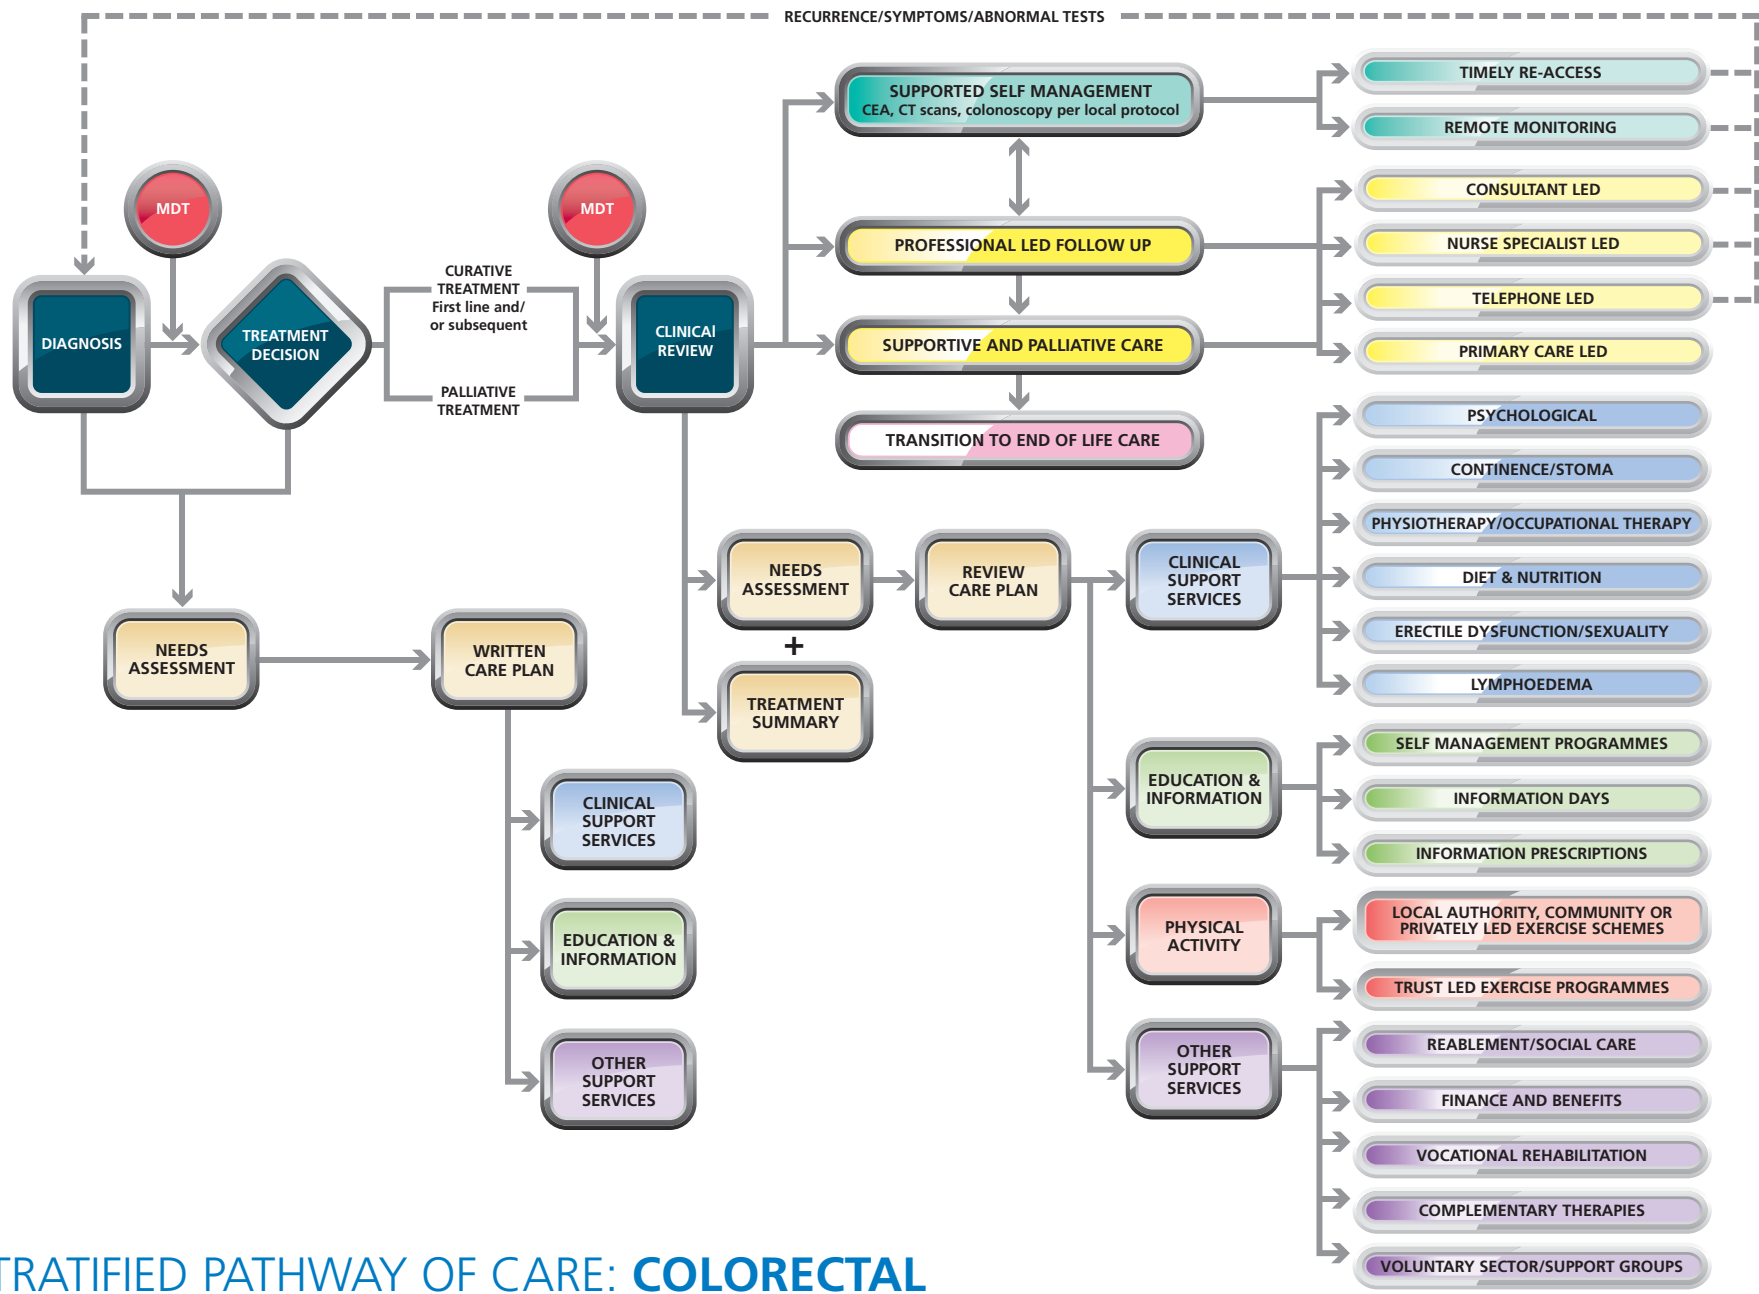 RECURRENCE/SYMPTOMS/ABNORMAL TESTS
MDT
MDT
DIAGNOSIS
TREATMENT
DECISION
CURATIVE
TREATMENT
First line and/
or subsequent
PALLIATIVE
TREATMENT
CLINICAl
REVIEW
SUPPORTED SELF MANAGEMENT
CEA, CT scans, colonoscopy per local protocol
PROFESSIONAL LED FOLLOW UP
SUPPORTIVE AND PALLIATIVE CARE
TRANSITION TO END OF LIFE CARE
TIMELY RE-ACCESS
REMOTE MONITORING
CONSULTANT LED
NURSE SPECIALIST LED
TELEPHONE LED
PRIMARY CARE LED
NEEDS
ASSESSMENT
WRITTEN
CARE PLAN
CLINICAL
SUPPORT
SERVICES
EDUCATION &
INFORMATION
OTHER
SUPPORT
SERVICES
NEEDS
ASSESSMENT
+
TREATMENT
SUMMARY
REVIEW
CARE PLAN
CLINICAL
SUPPORT
SERVICES
PSYCHOLOGICAL
CONTINENCE/STOMA
PHYSIOTHERAPY/OCCUPATIONAL THERAPY
DIET & NUTRITION
ERECTILE DYSFUNCTION/SEXUALITY
LYMPHOEDEMA
EDUCATION &
INFORMATION
SELF MANAGEMENT PROGRAMMES
INFORMATION DAYS
INFORMATION PRESCRIPTIONS
PHYSICAL
ACTIVITY
LOCAL AUTHORITY, COMMUNITY OR
PRIVATELY LED EXERCISE SCHEMES
TRUST LED EXERCISE PROGRAMMES
OTHER
SUPPORT
SERVICES
REABLEMENT/SOCIAL CARE
FINANCE AND BENEFITS
VOCATIONAL REHABILITATION
COMPLEMENTARY THERAPIES
VOLUNTARY SECTOR/SUPPORT GROUPS
TRATIFIED PATHWAY OF CARE: COLORECTAL